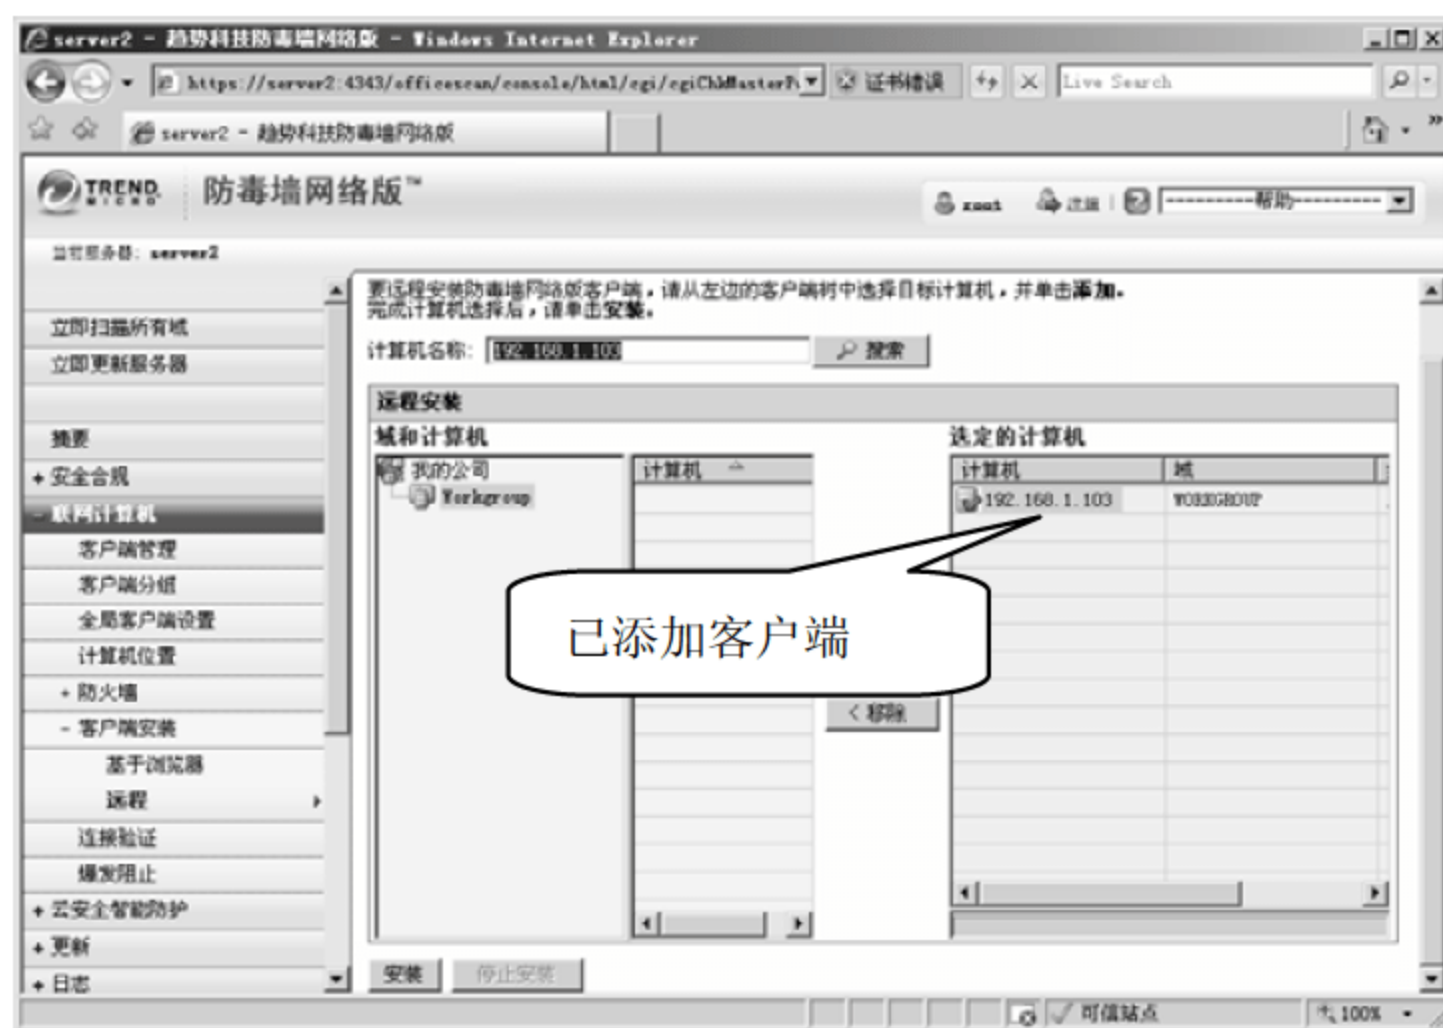 server2 - 趋势科技防毒墙网络版 - Windows Internet Explorer
https://server2:4343/officescan/console/html/cgi/cgiChkMasterP
证书错误
Live Search
server2 - 趋势科技防毒墙网络版
TREND MICRO
防毒墙网络版™
root
注销
----------帮助----------
当前服务器: server2
要远程安装防毒墙网络版客户端，请从左边的客户端树中选择目标计算机，并单击添加。
完成计算机选择后，请单击安装。
立即扫描所有域
立即更新服务器
计算机名称: 192.168.1.103
搜索
摘要
+ 安全合规
- 联网计算机
客户端管理
客户端分组
全局客户端设置
计算机位置
+ 防火墙
- 客户端安装
基于浏览器
远程
连接验证
爆发阻止
+ 云安全智能防护
+ 更新
+ 日志
远程安装
域和计算机
选定的计算机
我的公司
Workgroup
计算机
计算机 域
192.168.1.103 WORKGROUP
已添加客户端
< 移除
安装
停止安装
可信站点
100%